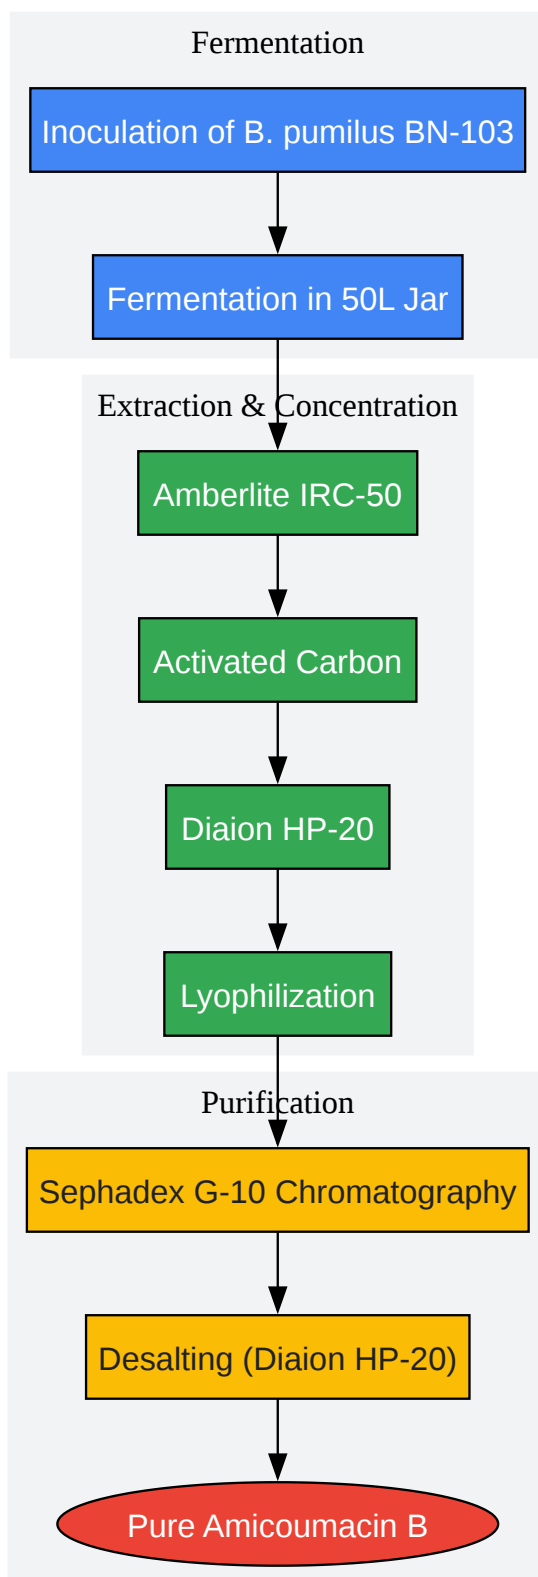 Fermentation
Inoculation of B. pumilus BN-103
Fermentation in 50L Jar
Extraction & Concentration
Amberlite IRC-50
Activated Carbon
Diaion HP-20
Lyophilization
Purification
Sephadex G-10 Chromatography
Desalting (Diaion HP-20)
Pure Amicoumacin B